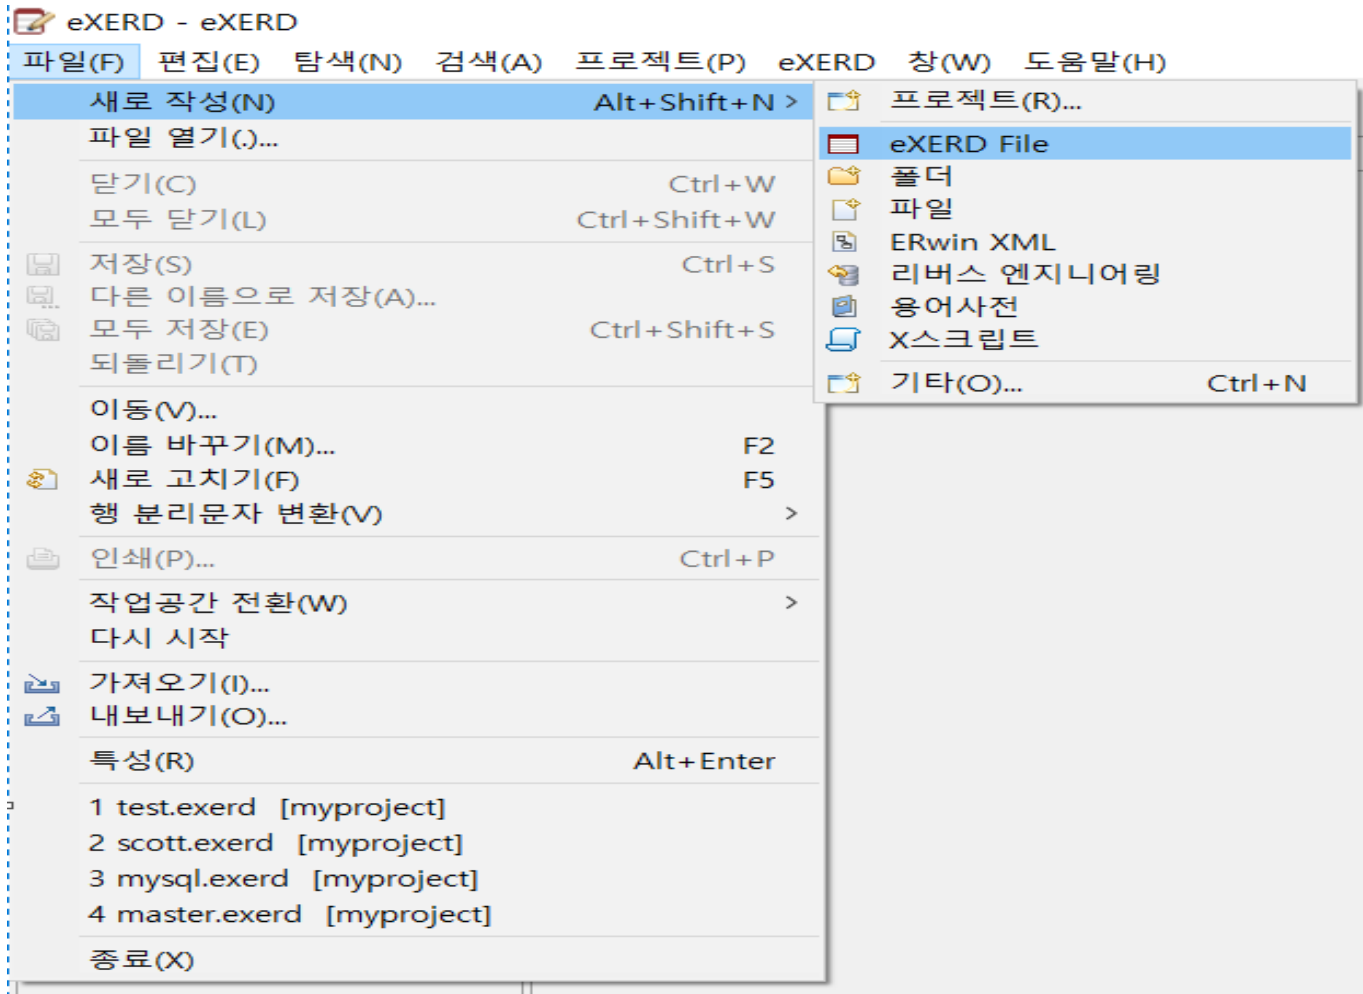 eXERD - eXERD
파일(F) 편집(E) 탐색(N) 검색(A) 프로젝트(P) eXERD 창(W) 도움말(H)
새로 작성(N) Alt+Shift+N >
파일 열기(.)...
닫기(C) Ctrl+W
모두 닫기(L) Ctrl+Shift+W
저장(S) Ctrl+S
다른 이름으로 저장(A)...
모두 저장(E) Ctrl+Shift+S
되돌리기(T)
이동(V)...
이름 바꾸기(M)... F2
새로 고치기(F) F5
행 분리문자 변환(V) >
인쇄(P)... Ctrl+P
작업공간 전환(W) >
다시 시작
가져오기(I)...
내보내기(O)...
특성(R) Alt+Enter
1 test.exerd [myproject]
2 scott.exerd [myproject]
3 mysql.exerd [myproject]
4 master.exerd [myproject]
종료(X)
프로젝트(R)...
eXERD File
폴더
파일
ERwin XML
리버스 엔지니어링
용어사전
X스크립트
기타(O)... Ctrl+N